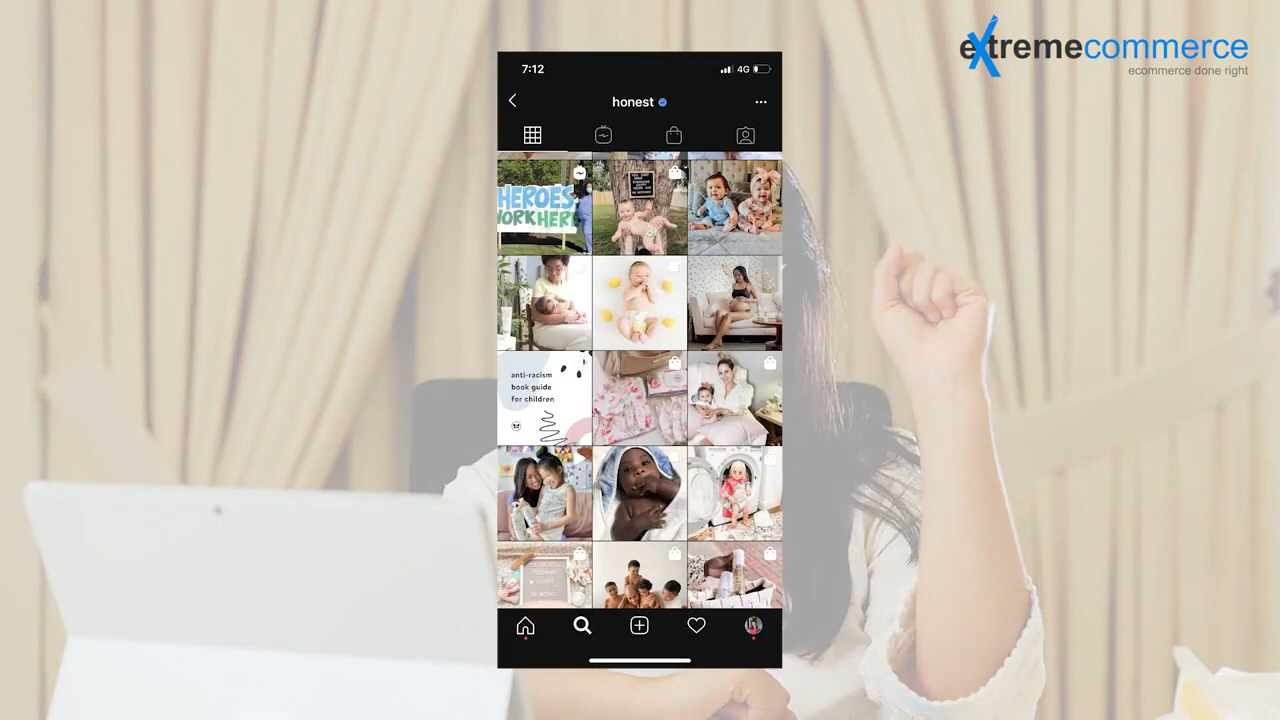 extremecommerce
ecommerce done right
7:12
4G
honest
HEROES
WORK HERE
anti-racism
book guide
for children